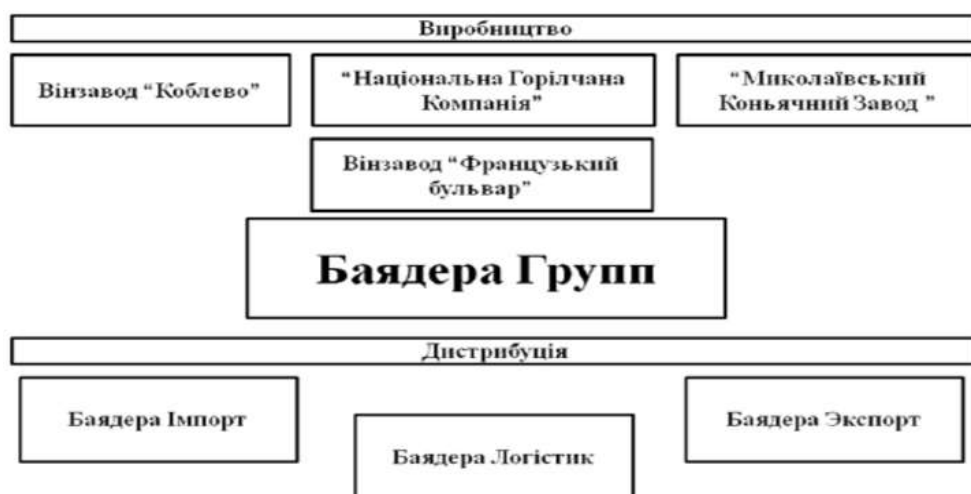 Виробництво
Вінзавод “Коблево”
“Національна Горілчана
Компанія”
“Миколаївський
Коньячний Завод ”
Вінзавод “Французький
бульвар”
Баядера Групп
Дистрибуція
Баядера Імпорт
Баядера Логістик
Баядера Экспорт